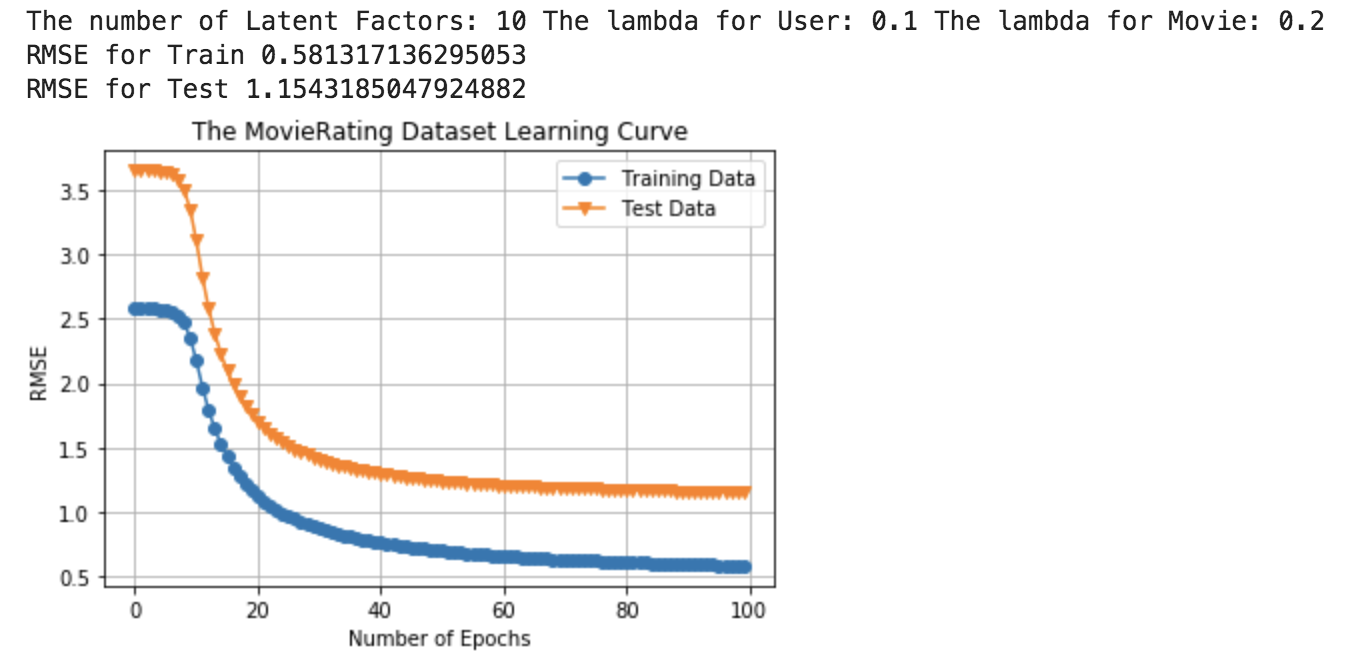 The number of Latent Factors: 10 The lambda for User: 0.1 The lambda for Movie: 0.2
RMSE for Train 0.581317136295053
RMSE for Test 1.1543185047924882
The MovieRating Dataset Learning Curve
Training Data
Test Data
3.5
3.0
2.5
2.0
1.5
1.0
0.5
RMSE
0 20 40 60 80 100
Number of Epochs